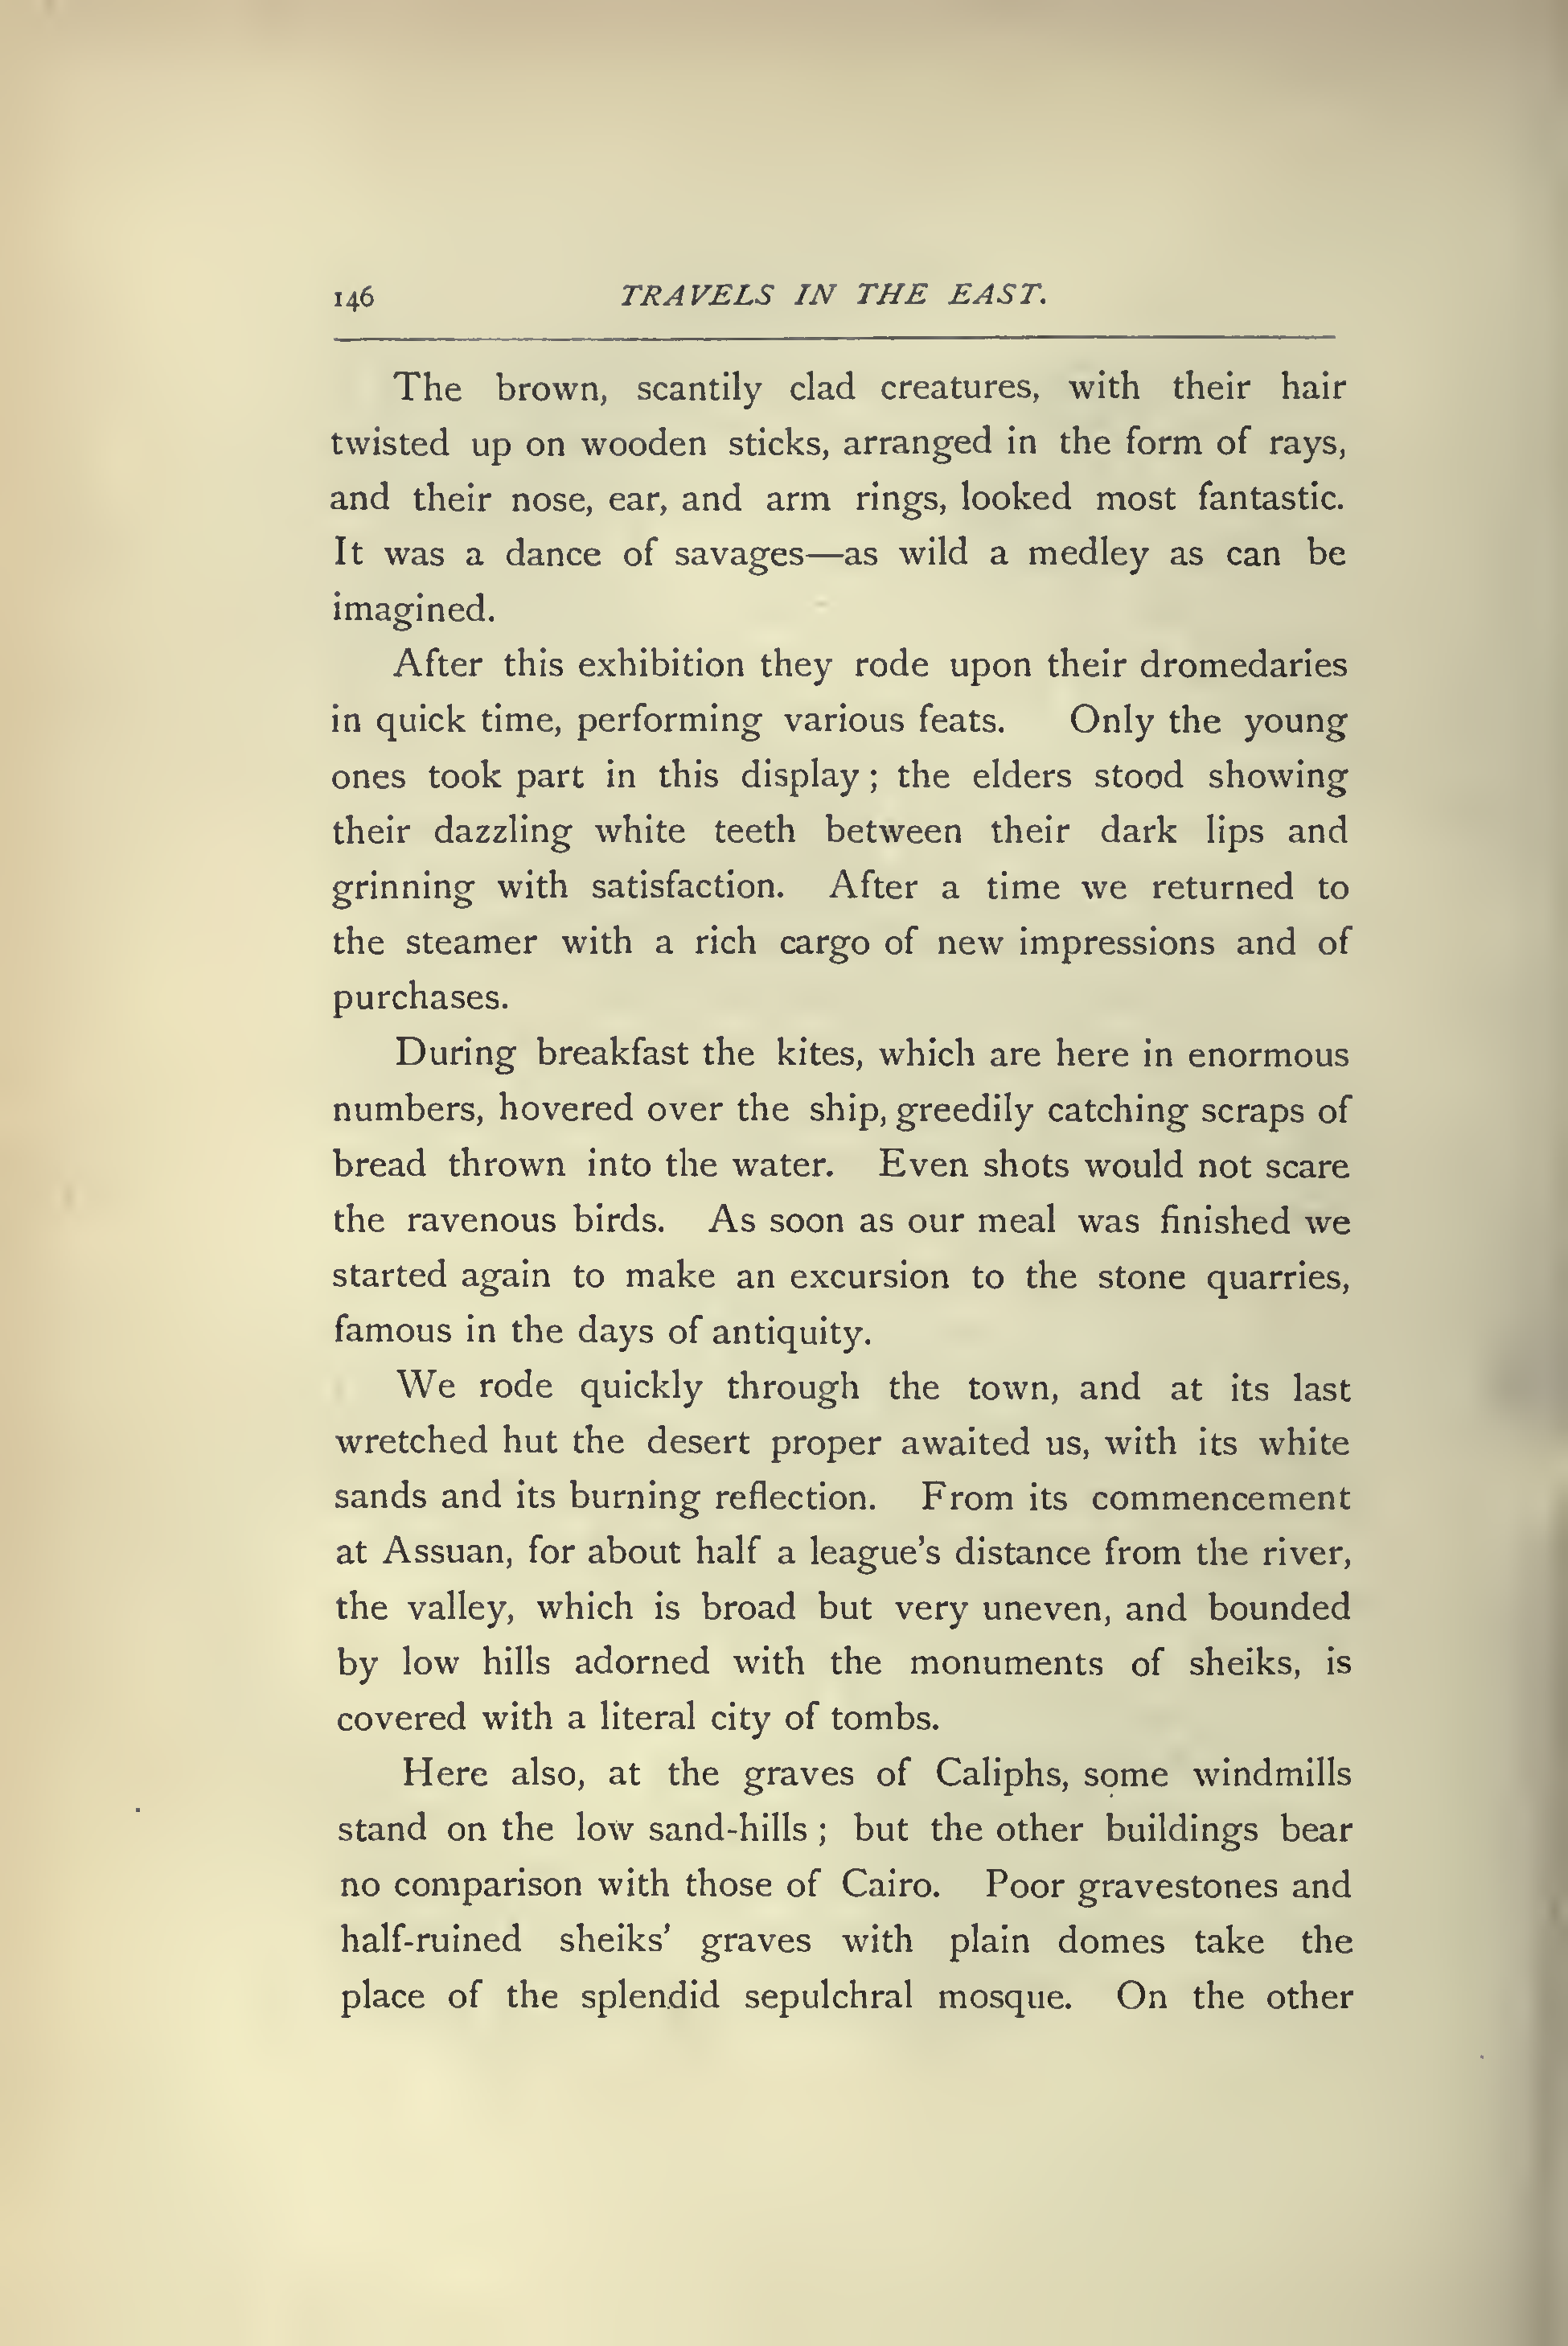 146 TRAVELS IN THE EAST.
The brown, scantily clad creatures, with their hair
twisted up on wooden sticks, arranged in the form of rays,
and their nose, ear, and arm rings, looked most fantastic.
It was a dance of savages—as wild a medley as can be
imagined.
After this exhibition they rode upon their dromedaries
in quick time, performing various feats. Only the young
ones took part in this display; the elders stood showing
their dazzling white teeth between their dark lips and
grinning with satisfaction. After a time we returned to
the steamer with a rich cargo of new impressions and of
purchases.
During breakfast the kites, which are here in enormous
numbers, hovered over the ship, greedily catching scraps of
bread thrown into the water. Even shots would not scare
the ravenous birds. As soon as our meal was finished we
started again to make an excursion to the stone quarries,
famous in the days of antiquity.
We rode quickly through the town, and at its last
wretched hut the desert proper awaited us, with its white
sands and its burning reflection. From its commencement
at Assuan, for about half a league's distance from the river,
the valley, which is broad but very uneven, and bounded
by low hills adorned with the monuments of sheiks, is
covered with a literal city of tombs.
Here also, at the graves of Caliphs, some windmills
stand on the low sand-hills; but the other buildings bear
no comparison with those of Cairo. Poor gravestones and
half-ruined sheiks' graves with plain domes take the
place of the splendid sepulchral mosque. On the other